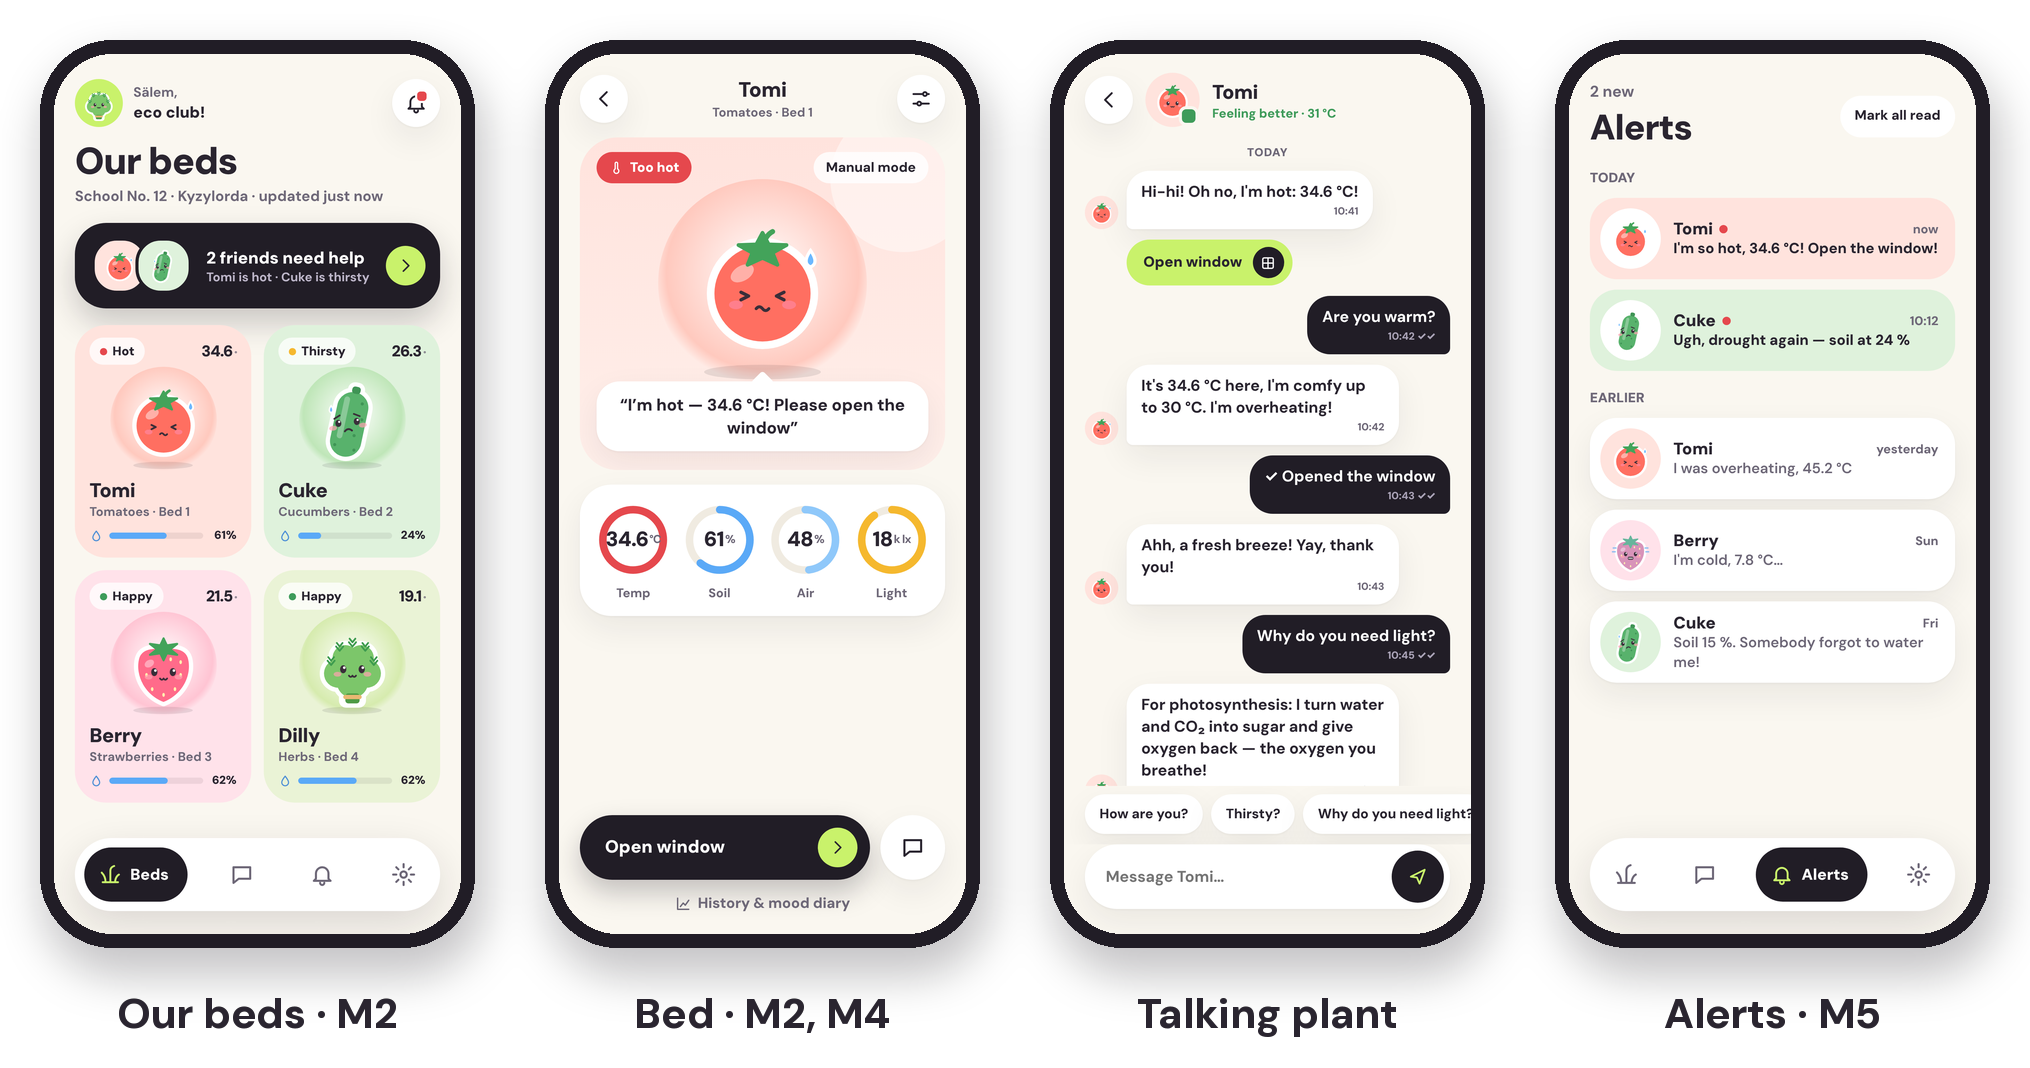 Sälem,
eco club!
Our beds
School No. 12 · Kyzylorda · updated just now
2 friends need help
Tomi is hot · Cuke is thirsty
Hot
34.6°
Thirsty
26.3°
Tomi
Tomatoes · Bed 1
61%
Cuke
Cucumbers · Bed 2
24%
Happy
21.5°
Happy
19.1°
Berry
Strawberries · Bed 3
62%
Dilly
Herbs · Bed 4
62%
Beds
Our beds · M2
Tomi
Tomatoes · Bed 1
Too hot
Manual mode
“I’m hot — 34.6 °C! Please open the
window”
34.6°C
61%
48%
18k lx
Temp
Soil
Air
Light
Open window
History & mood diary
Bed · M2, M4
Tomi
Feeling better · 31 °C
TODAY
Hi-hi! Oh no, I'm hot: 34.6 °C!
10:41
Open window
Are you warm?
10:42 ✓✓
It's 34.6 °C here, I'm comfy up
to 30 °C. I'm overheating!
10:42
✓ Opened the window
10:43 ✓✓
Ahh, a fresh breeze! Yay, thank
you!
10:43
Why do you need light?
10:45 ✓✓
For photosynthesis: I turn water
and CO₂ into sugar and give
oxygen back — the oxygen you
breathe!
How are you?
Thirsty?
Why do you need light?
Message Tomi...
Talking plant
2 new
Alerts
Mark all read
TODAY
Tomi
now
I'm so hot, 34.6 °C! Open the window!
Cuke
10:12
Ugh, drought again — soil at 24 %
EARLIER
Tomi
yesterday
I was overheating, 45.2 °C
Berry
Sun
I'm cold, 7.8 °C...
Cuke
Fri
Soil 15 %. Somebody forgot to water
me!
Alerts
Alerts · M5